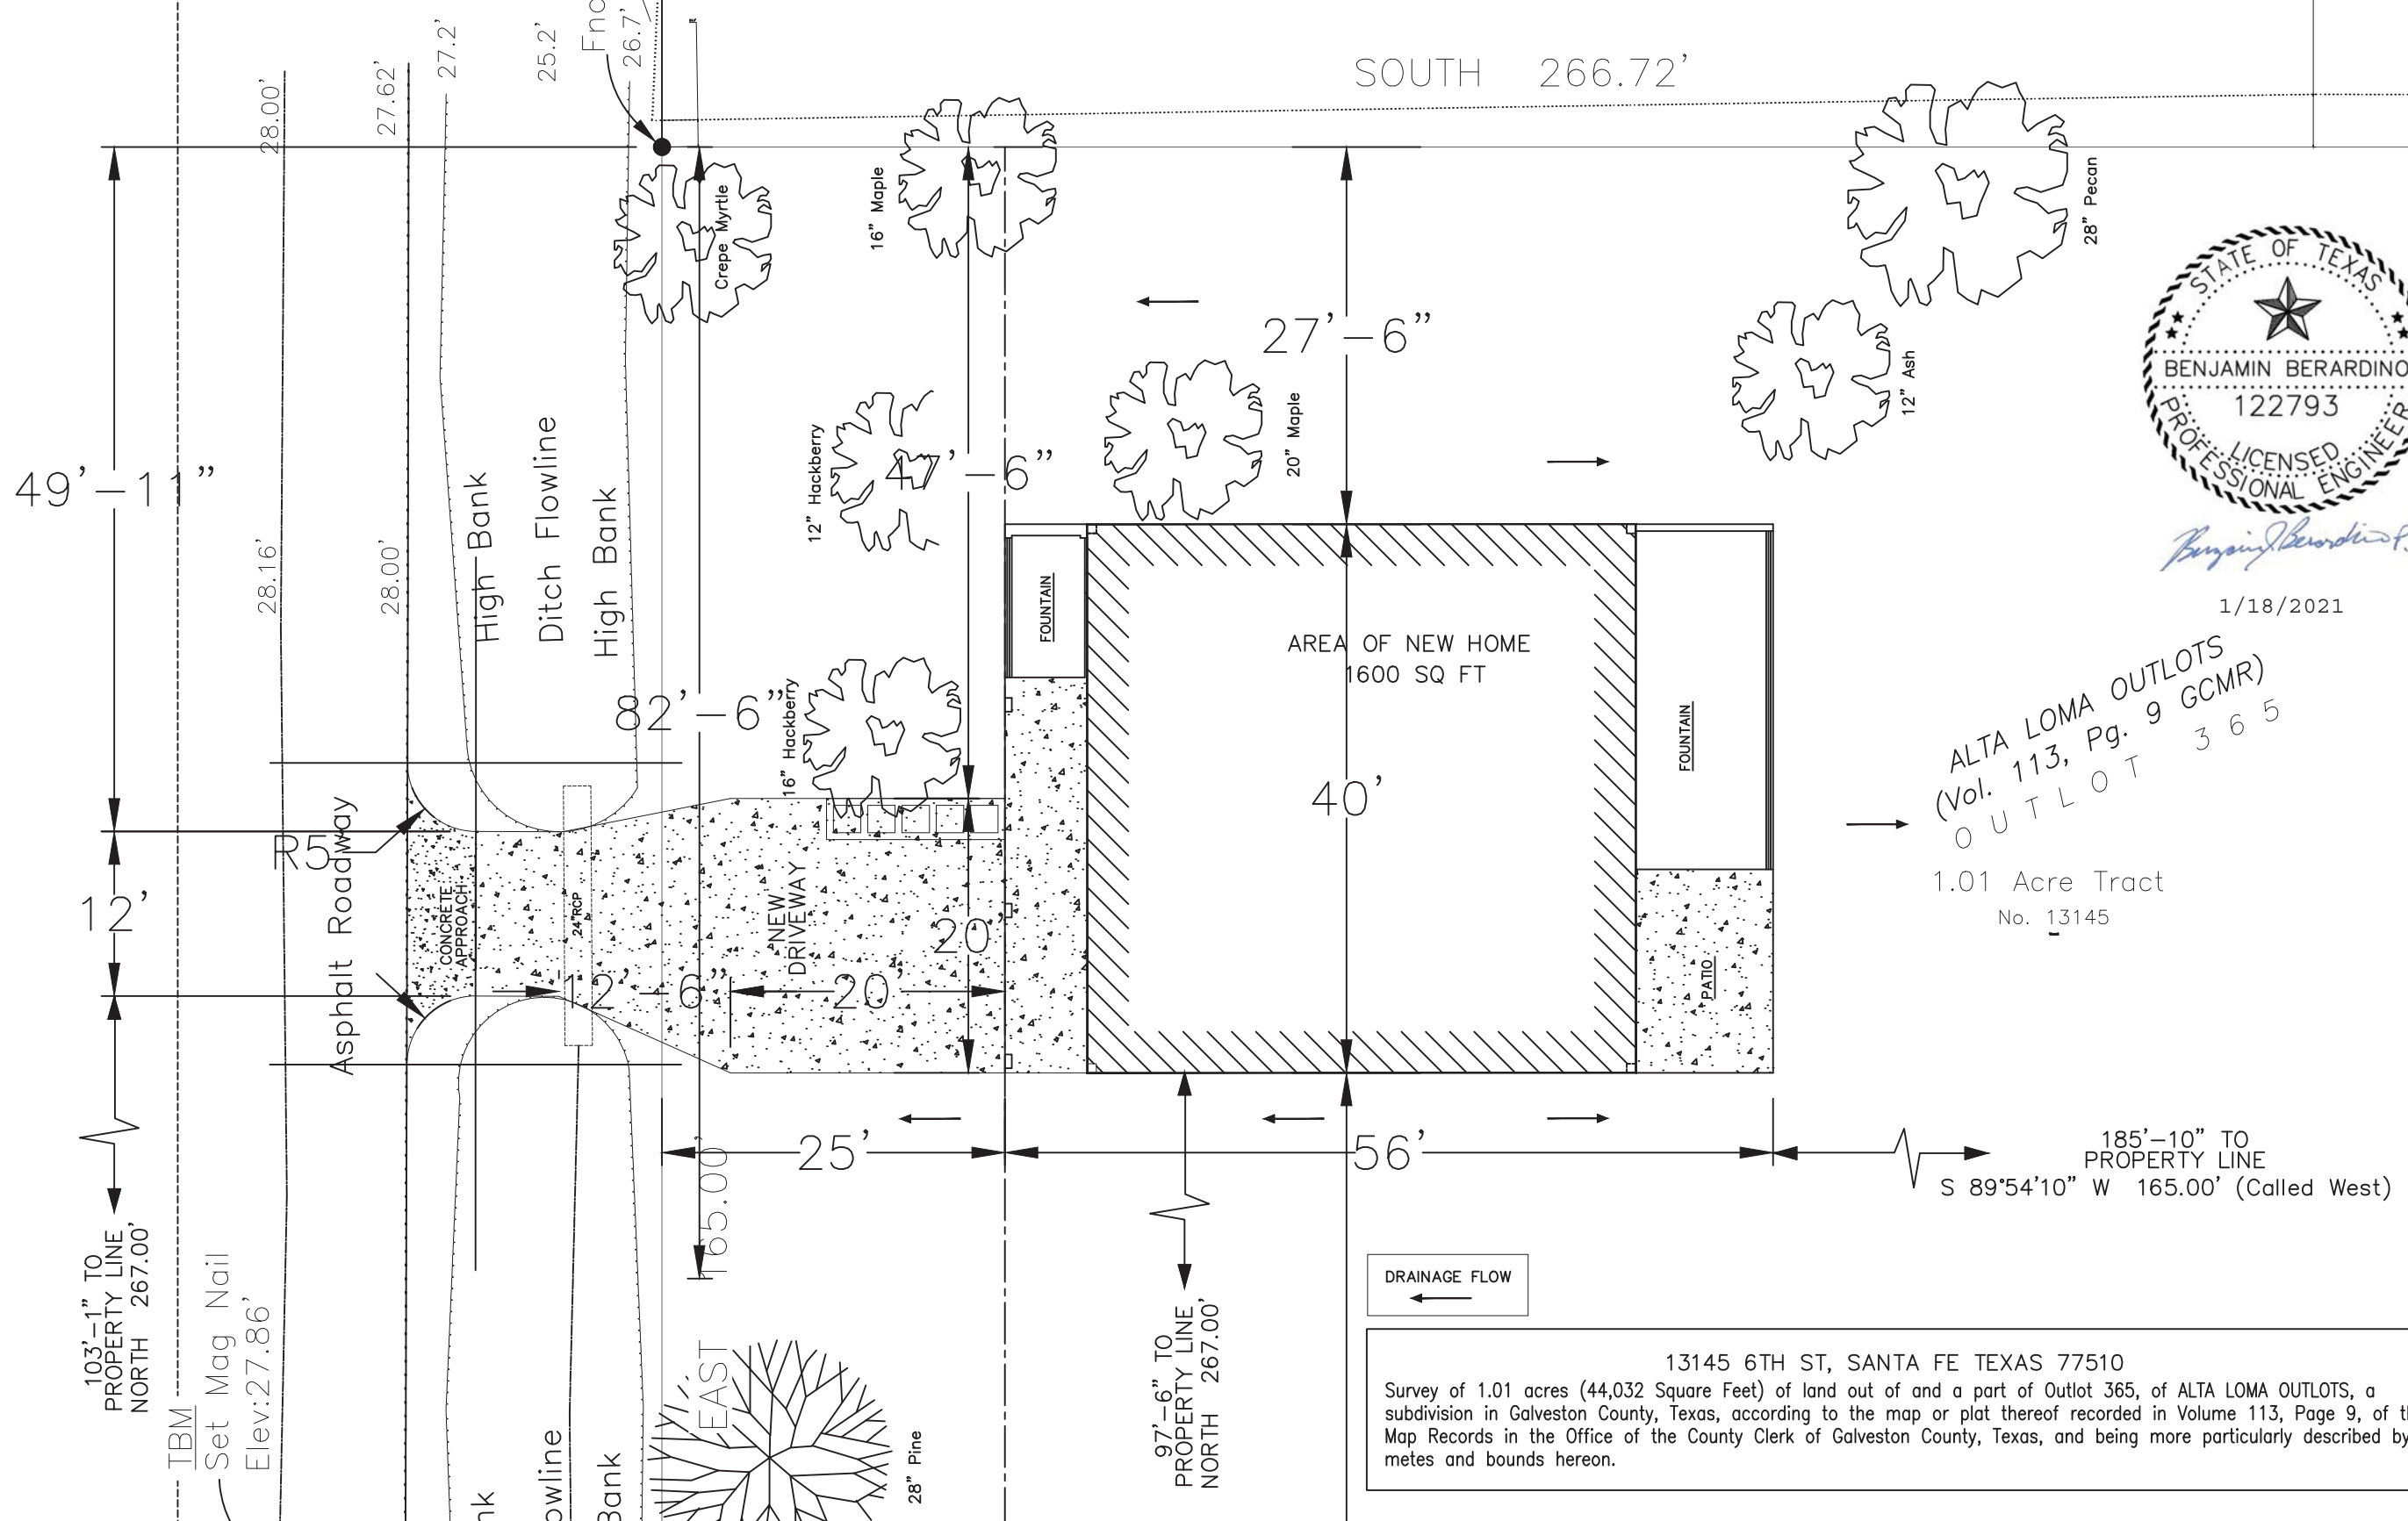 28.00'
27.62'
27.2'
25.2'
26.7'
SOUTH 266.72'
Crepe Myrtle
16" Maple
28" Pecan
12" Ash
20" Maple
12" Hackberry
16" Hackberry
27'-6"
47'-6"
49'-11"
82'-6"
28.16'
28.00'
High Bank
Ditch Flowline
High Bank
STATE OF TEXAS
BENJAMIN BERARDINO
122793
LICENSED
PROFESSIONAL ENGINEER
1/18/2021
FOUNTAIN
AREA OF NEW HOME
1600 SQ FT
40'
FOUNTAIN
PATIO
ALTA LOMA OUTLOTS
(Vol. 113, Pg. 9 GCMR)
OUTLOT 365
1.01 Acre Tract
No. 13145
R5
12'
Asphalt Roadway
CONCRETE
APPROACH
24"RCP
NEW
DRIVEWAY
20'
12'-6"
20'
25'
56'
185'-10" TO
PROPERTY LINE
S 89°54'10" W 165.00' (Called West)
103'-1" TO
PROPERTY LINE
NORTH 267.00'
TBM
Set Mag Nail
Elev:27.86'
EAST 165.00'
28" Pine
97'-6" TO
PROPERTY LINE
NORTH 267.00'
DRAINAGE FLOW
13145 6TH ST, SANTA FE TEXAS 77510
Survey of 1.01 acres (44,032 Square Feet) of land out of and a part of Outlot 365, of ALTA LOMA OUTLOTS, a
subdivision in Galveston County, Texas, according to the map or plat thereof recorded in Volume 113, Page 9, of
Map Records in the Office of the County Clerk of Galveston County, Texas, and being more particularly described by
metes and bounds hereon.